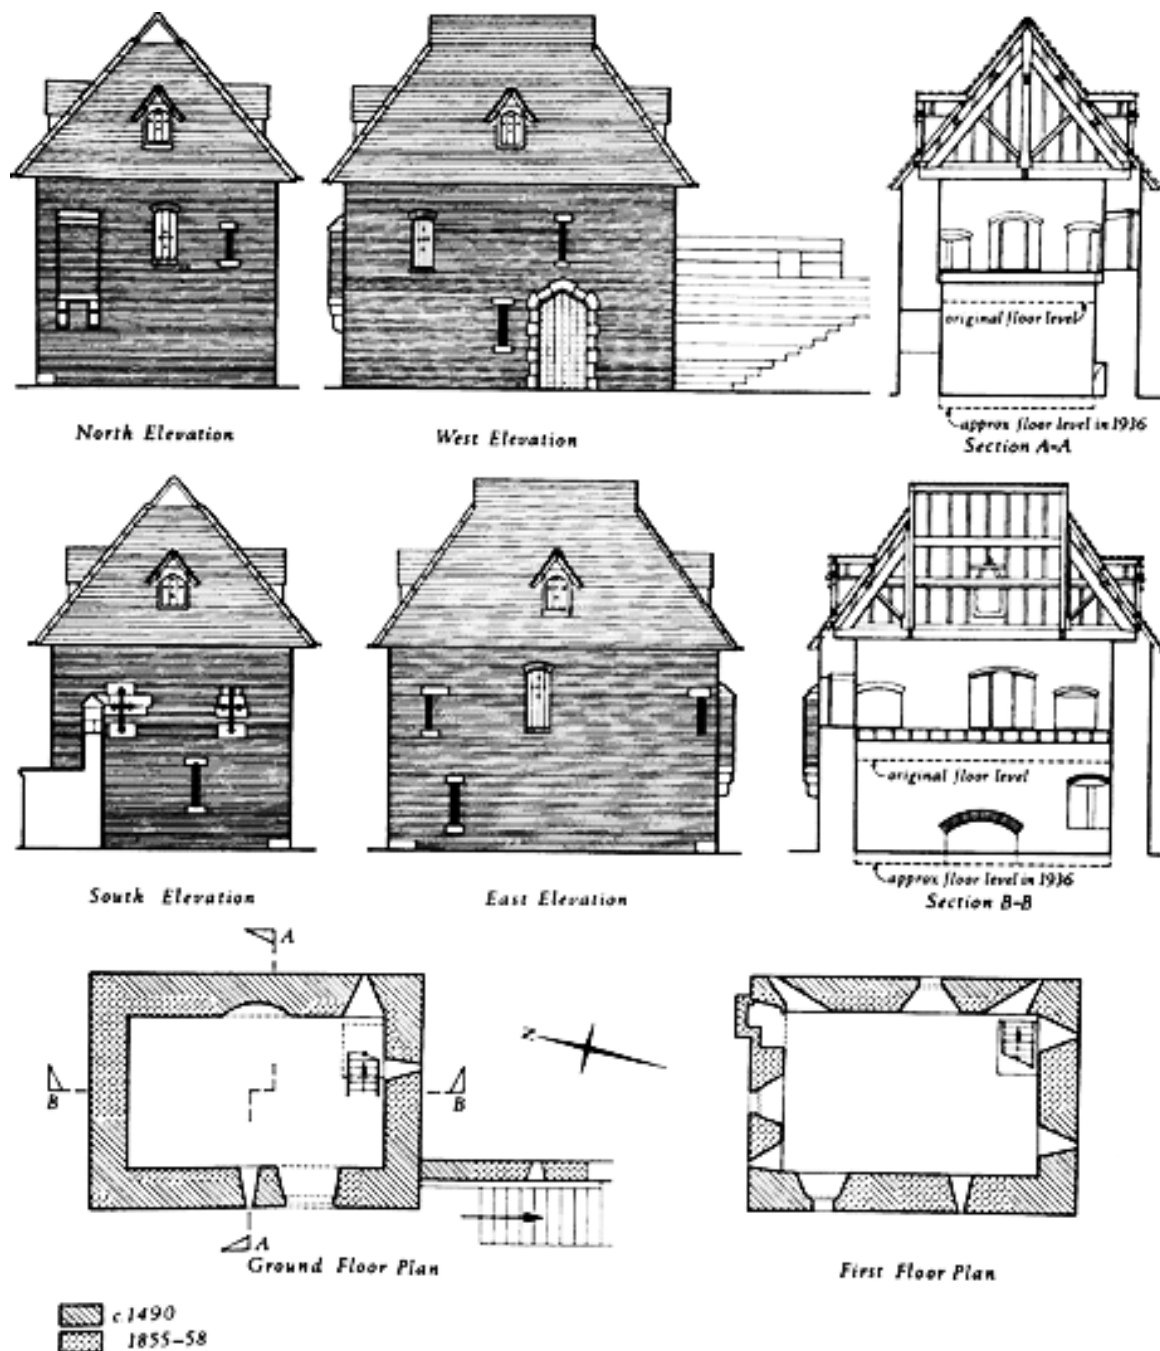 North Elevation
West Elevation
original floor level
approx floor level in 1936
Section A-A
South Elevation
East Elevation
original floor level
approx floor level in 1936
Section B-B
A
N
B
B
A
Ground Floor Plan
First Floor Plan
c.1490
1855–58